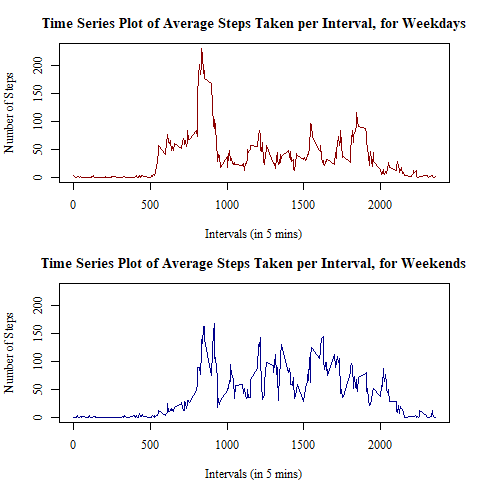 Time Series Plot of Average Steps Taken per Interval, for Weekdays
Number of Steps
200
150
100
50
0
0 500 1000 1500 2000
Intervals (in 5 mins)
Time Series Plot of Average Steps Taken per Interval, for Weekends
Number of Steps
200
150
100
50
0
0 500 1000 1500 2000
Intervals (in 5 mins)